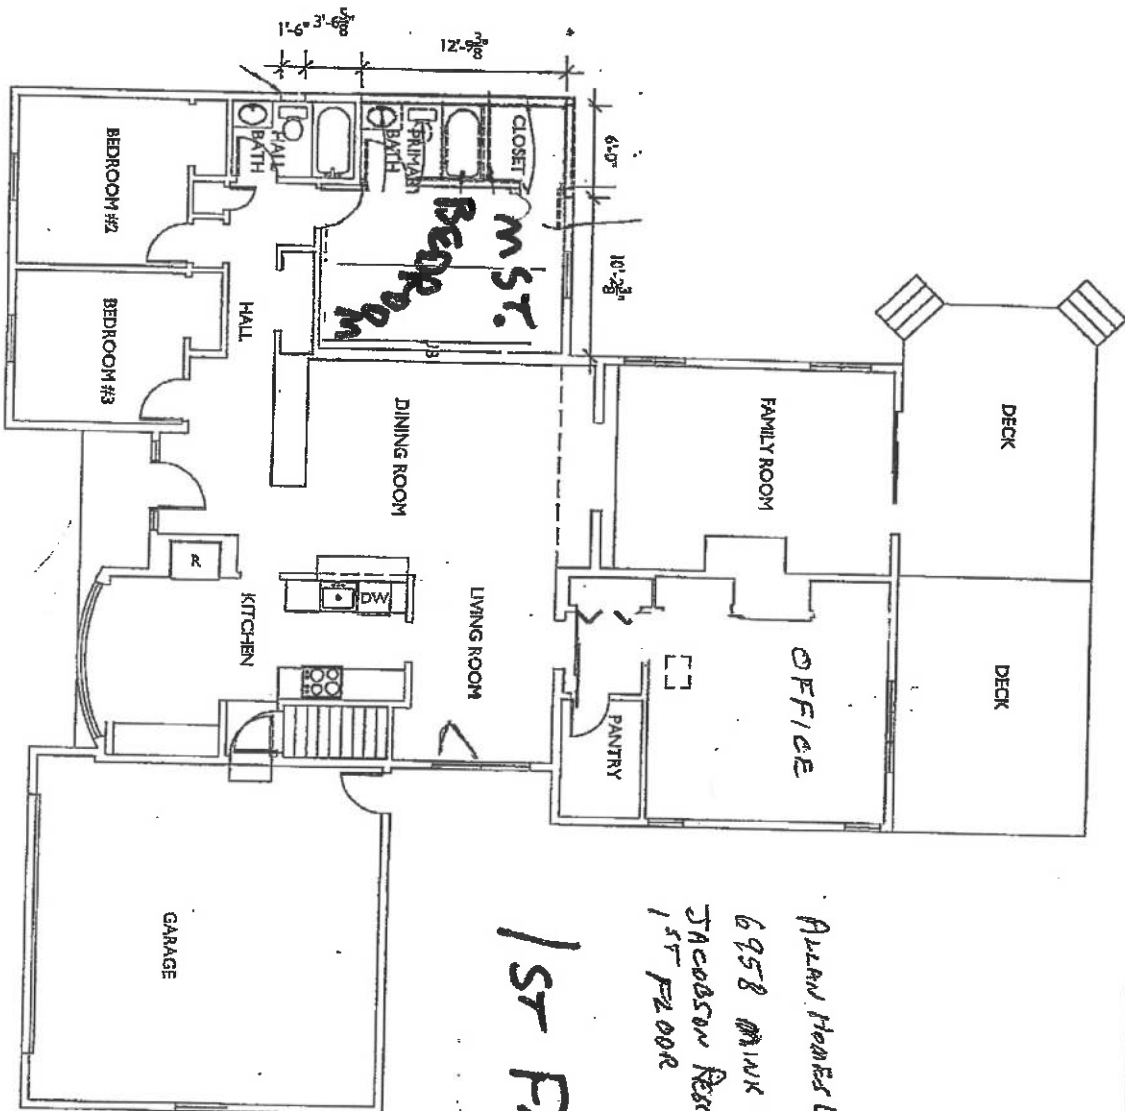 1'-6"
3'-6 5/8"
12'-9 3/8"
6'-0"
10'-2 3/8"
BEDROOM #2
HALL
BATH
PRIMARY
BATH
CLOSET
MST.
BEDROOM
BEDROOM #3
HALL
DINING ROOM
FAMILY ROOM
DECK
R
KITCHEN
DW
LIVING ROOM
PANTRY
OFFICE
DECK
GARAGE
ALLAN HOMES
6958 MINK
JACOBSON
1ST FLOOR
1ST